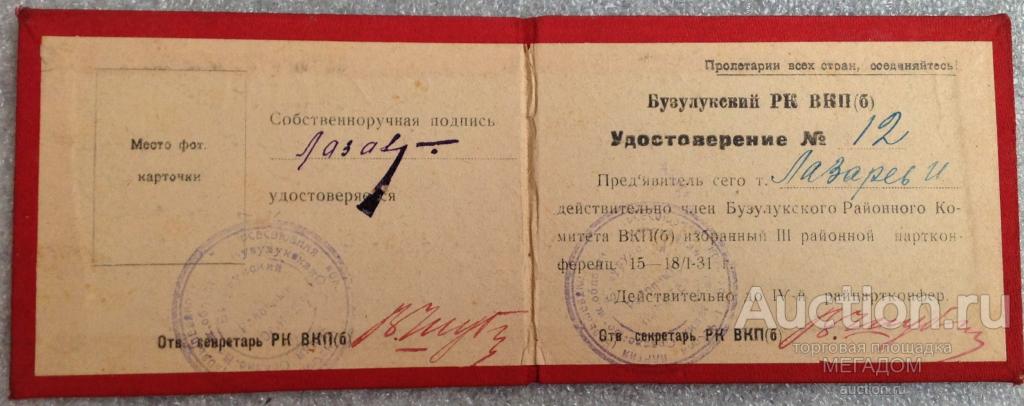 Место фот.
карточки
Собственноручная подпись
Лазар
удостоверяется
Отв. секретарь РК ВКП(б)
Пролетарии всех стран, соединяйтесь!
Бузулукский РК ВКП(б)
Удостоверение № 12
Пред'явитель сего т. Лазарев И
действительно член Бузулукского Районного Ко-
митета ВКП(б) избранный III районной парткон-
ференц. 15—18/I-31 г.
Действительно до IV-й райпартконфер.
Отв. секретарь РК ВКП(б)
Auction.ru
торговая площадка
МЕГАДОМ
auction.ru